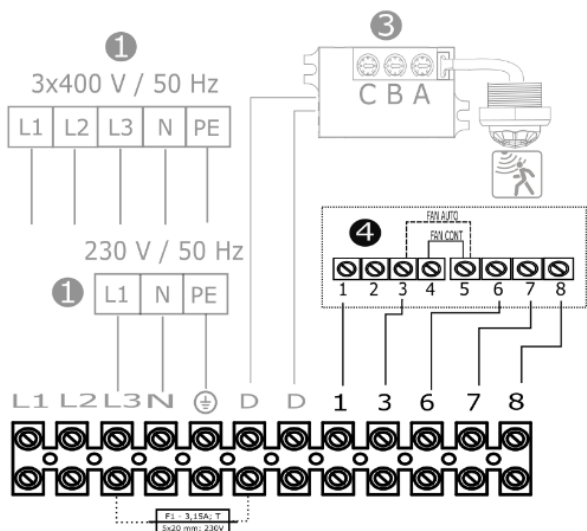 1
3x400 V / 50 Hz
L1 L2 L3 N PE
3
C B A
230 V / 50 Hz
1
L1 N PE
4
FAN AUTO
FAN CONT
1 2 3 4 5 6 7 8
L1 L2 L3 N D D 1 3 6 7 8
F1 - 3,15A; T
5x20 mm; 230V